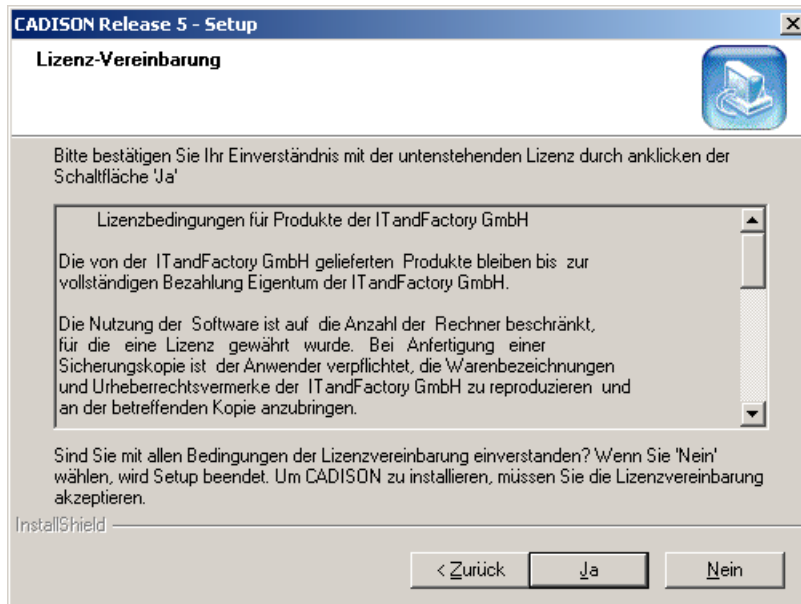 CADISON Release 5 - Setup
Lizenz-Vereinbarung
Bitte bestätigen Sie Ihr Einverständnis mit der untenstehenden Lizenz durch anklicken der
Schaltfläche 'Ja'
Lizenzbedingungen für Produkte der ITandFactory GmbH
Die von der ITandFactory GmbH gelieferten Produkte bleiben bis zur
vollständigen Bezahlung Eigentum der ITandFactory GmbH.
Die Nutzung der Software ist auf die Anzahl der Rechner beschränkt,
für die eine Lizenz gewährt wurde. Bei Anfertigung einer
Sicherungskopie ist der Anwender verpflichtet, die Warenbezeichnungen
und Urheberrechtsvermerke der ITandFactory GmbH zu reproduzieren und
an der betreffenden Kopie anzubringen.
Sind Sie mit allen Bedingungen der Lizenzvereinbarung einverstanden? Wenn Sie 'Nein'
wählen, wird Setup beendet. Um CADISON zu installieren, müssen Sie die Lizenzvereinbarung
akzeptieren.
InstallShield
< Zurück Ja Nein